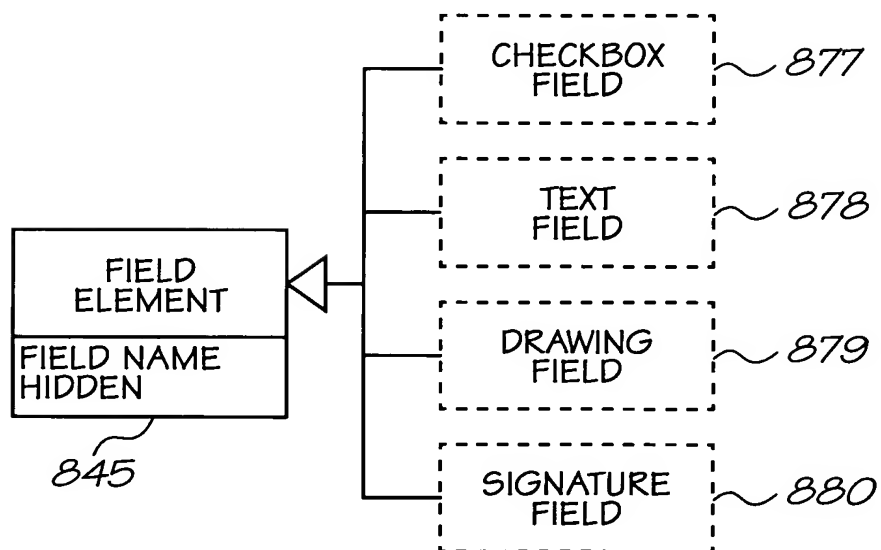 CHECKBOX
FIELD
877
TEXT
FIELD
878
FIELD
ELEMENT
FIELD NAME
HIDDEN
845
DRAWING
FIELD
879
SIGNATURE
FIELD
880